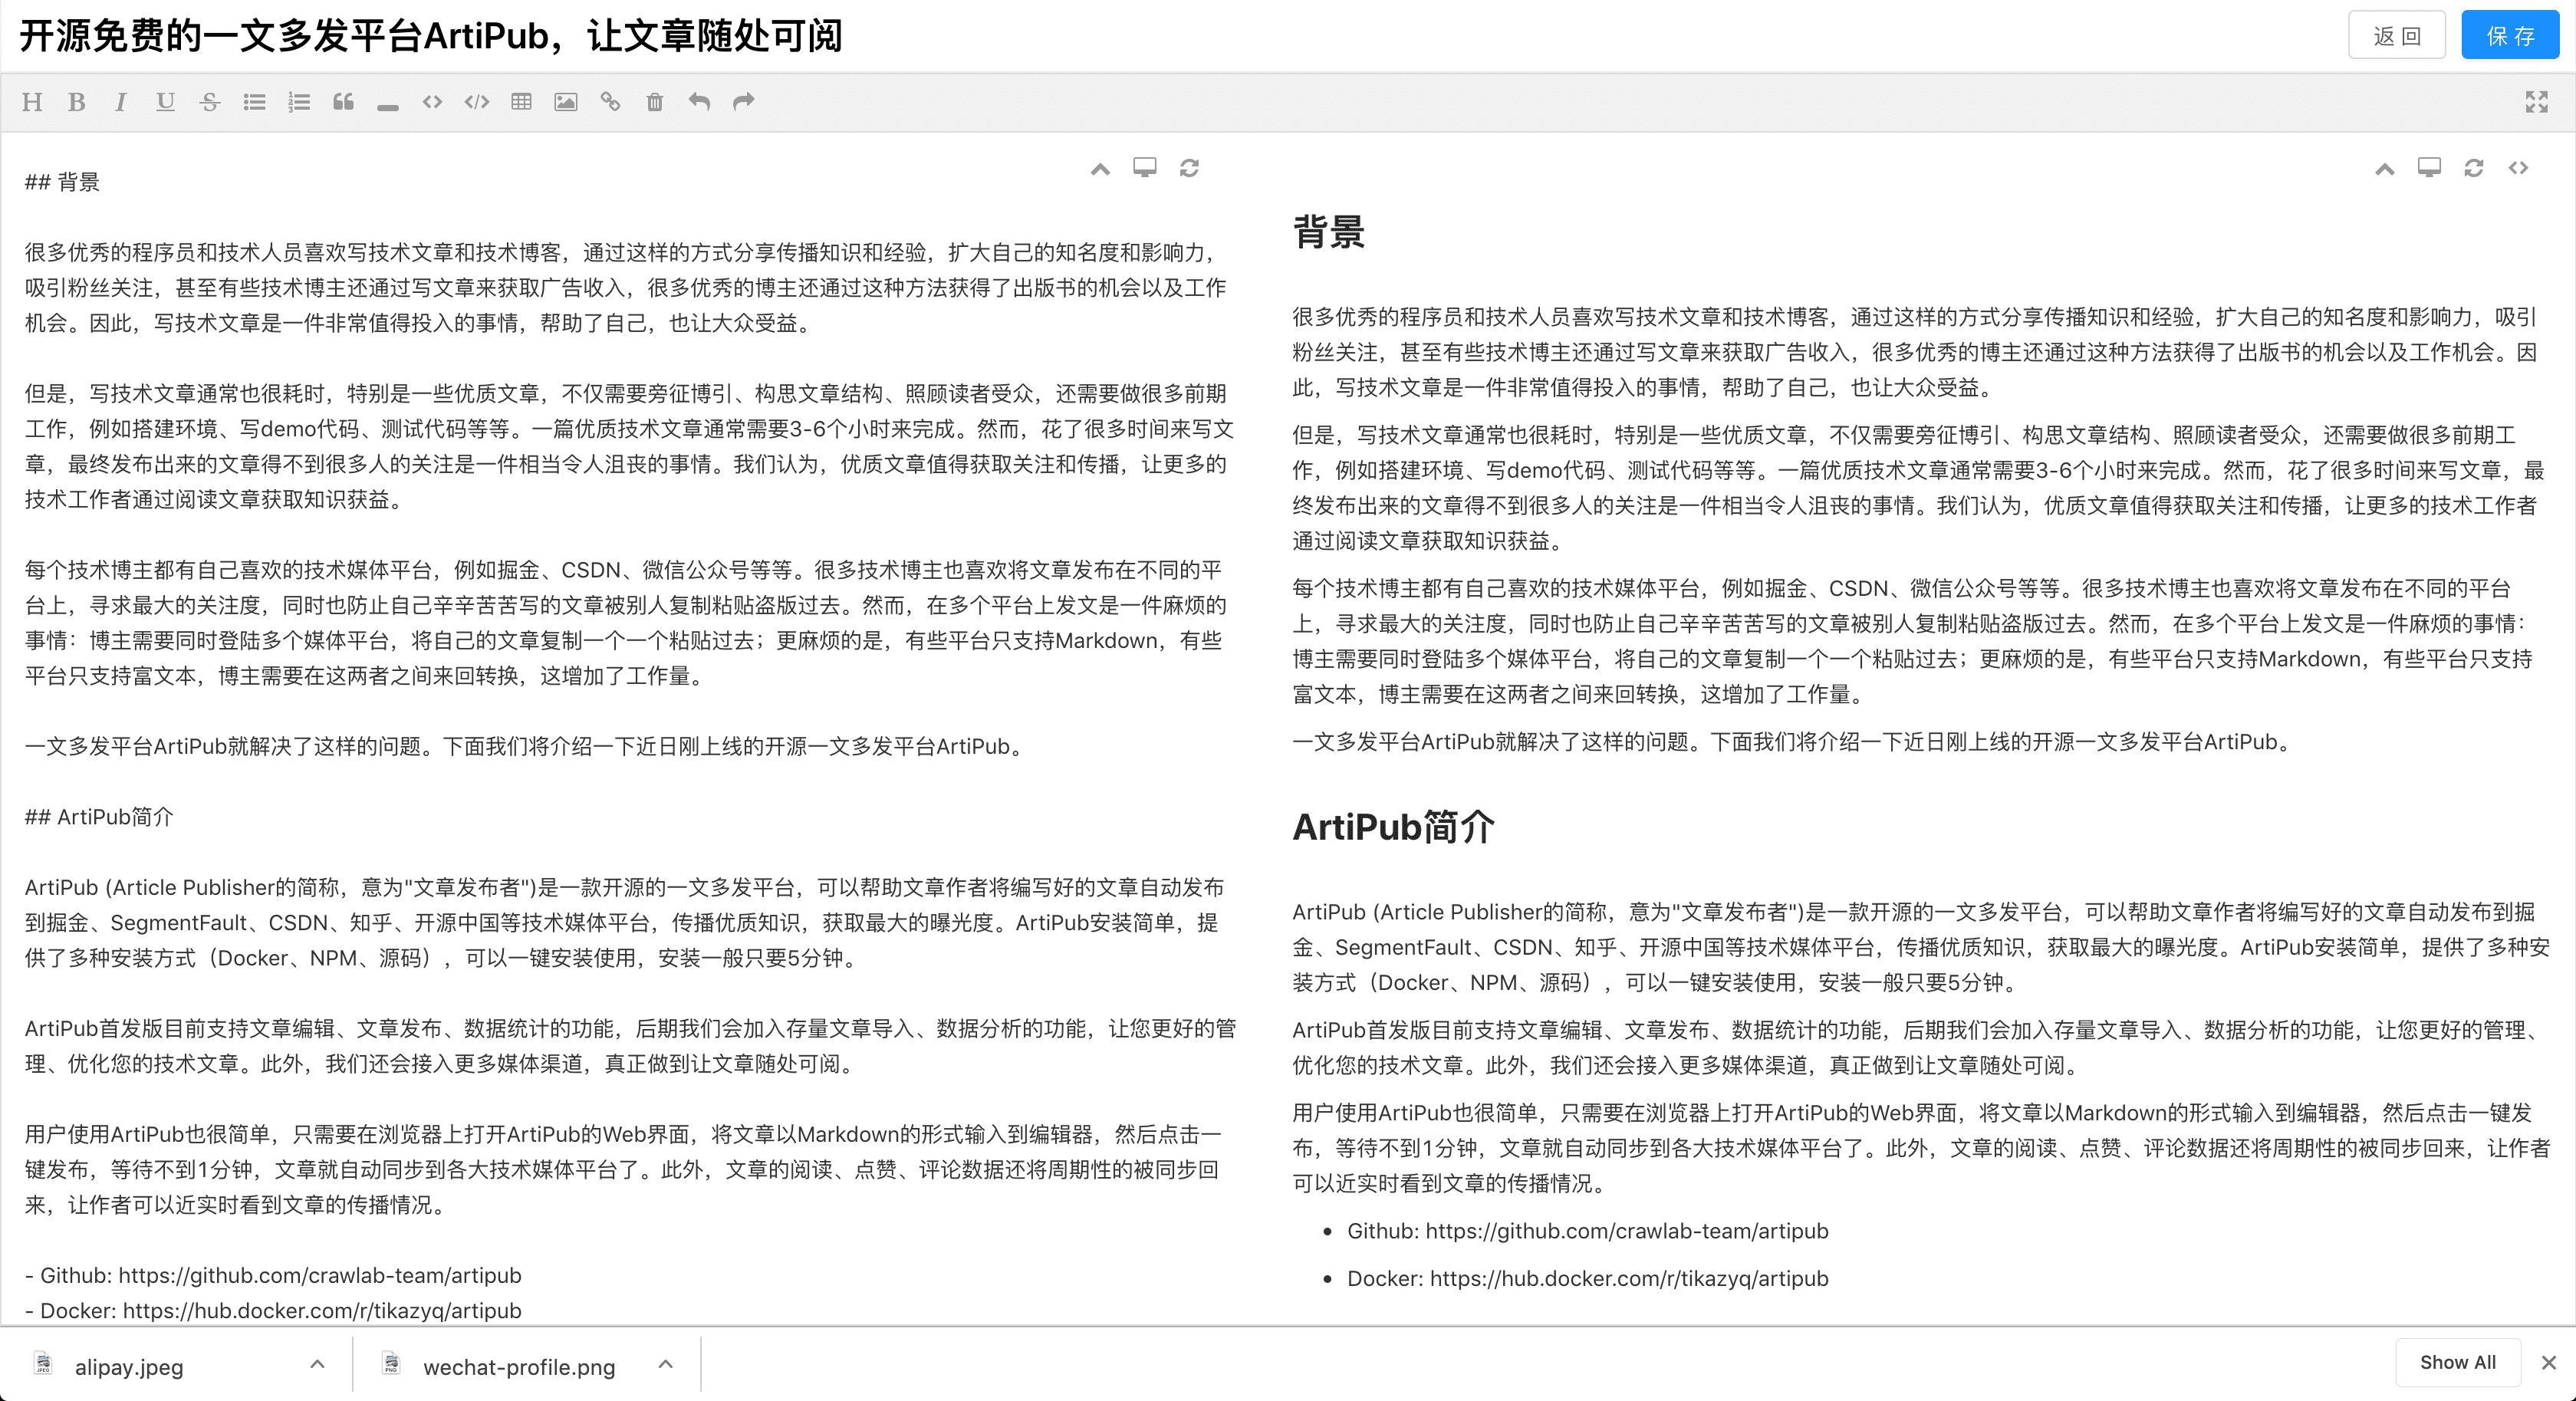 开源免费的一文多发平台ArtiPub，让文章随处可阅
返 回
保 存
## 背景
很多优秀的程序员和技术人员喜欢写技术文章和技术博客，通过这样的方式分享传播知识和经验，扩大自己的知名度和影响力，
吸引粉丝关注，甚至有些技术博主还通过写文章来获取广告收入，很多优秀的博主还通过这种方法获得了出版书的机会以及工作
机会。因此，写技术文章是一件非常值得投入的事情，帮助了自己，也让大众受益。
但是，写技术文章通常也很耗时，特别是一些优质文章，不仅需要旁征博引、构思文章结构、照顾读者受众，还需要做很多前期
工作，例如搭建环境、写demo代码、测试代码等等。一篇优质技术文章通常需要3-6个小时来完成。然而，花了很多时间来写文
章，最终发布出来的文章得不到很多人的关注是一件相当令人沮丧的事情。我们认为，优质文章值得获取关注和传播，让更多的
技术工作者通过阅读文章获取知识获益。
每个技术博主都有自己喜欢的技术媒体平台，例如掘金、CSDN、微信公众号等等。很多技术博主也喜欢将文章发布在不同的平
台上，寻求最大的关注度，同时也防止自己辛辛苦苦写的文章被别人复制粘贴盗版过去。然而，在多个平台上发文是一件麻烦的
事情：博主需要同时登陆多个媒体平台，将自己的文章复制一个一个粘贴过去；更麻烦的是，有些平台只支持Markdown，有些
平台只支持富文本，博主需要在这两者之间来回转换，这增加了工作量。
一文多发平台ArtiPub就解决了这样的问题。下面我们将介绍一下近日刚上线的开源一文多发平台ArtiPub。
## ArtiPub简介
ArtiPub (Article Publisher的简称，意为"文章发布者")是一款开源的一文多发平台，可以帮助文章作者将编写好的文章自动发布
到掘金、SegmentFault、CSDN、知乎、开源中国等技术媒体平台，传播优质知识，获取最大的曝光度。ArtiPub安装简单，提
供了多种安装方式（Docker、NPM、源码），可以一键安装使用，安装一般只要5分钟。
ArtiPub首发版目前支持文章编辑、文章发布、数据统计的功能，后期我们会加入存量文章导入、数据分析的功能，让您更好的管
理、优化您的技术文章。此外，我们还会接入更多媒体渠道，真正做到让文章随处可阅。
用户使用ArtiPub也很简单，只需要在浏览器上打开ArtiPub的Web界面，将文章以Markdown的形式输入到编辑器，然后点击一
键发布，等待不到1分钟，文章就自动同步到各大技术媒体平台了。此外，文章的阅读、点赞、评论数据还将周期性的被同步回
来，让作者可以近实时看到文章的传播情况。
- Github: https://github.com/crawlab-team/artipub
- Docker: https://hub.docker.com/r/tikazyq/artipub
背景
很多优秀的程序员和技术人员喜欢写技术文章和技术博客，通过这样的方式分享传播知识和经验，扩大自己的知名度和影响力，吸引
粉丝关注，甚至有些技术博主还通过写文章来获取广告收入，很多优秀的博主还通过这种方法获得了出版书的机会以及工作机会。因
此，写技术文章是一件非常值得投入的事情，帮助了自己，也让大众受益。
但是，写技术文章通常也很耗时，特别是一些优质文章，不仅需要旁征博引、构思文章结构、照顾读者受众，还需要做很多前期工
作，例如搭建环境、写demo代码、测试代码等等。一篇优质技术文章通常需要3-6个小时来完成。然而，花了很多时间来写文章，最
终发布出来的文章得不到很多人的关注是一件相当令人沮丧的事情。我们认为，优质文章值得获取关注和传播，让更多的技术工作者
通过阅读文章获取知识获益。
每个技术博主都有自己喜欢的技术媒体平台，例如掘金、CSDN、微信公众号等等。很多技术博主也喜欢将文章发布在不同的平台
上，寻求最大的关注度，同时也防止自己辛辛苦苦写的文章被别人复制粘贴盗版过去。然而，在多个平台上发文是一件麻烦的事情：
博主需要同时登陆多个媒体平台，将自己的文章复制一个一个粘贴过去；更麻烦的是，有些平台只支持Markdown，有些平台只支持
富文本，博主需要在这两者之间来回转换，这增加了工作量。
一文多发平台ArtiPub就解决了这样的问题。下面我们将介绍一下近日刚上线的开源一文多发平台ArtiPub。
ArtiPub简介
ArtiPub (Article Publisher的简称，意为"文章发布者")是一款开源的一文多发平台，可以帮助文章作者将编写好的文章自动发布到掘
金、SegmentFault、CSDN、知乎、开源中国等技术媒体平台，传播优质知识，获取最大的曝光度。ArtiPub安装简单，提供了多种安
装方式（Docker、NPM、源码），可以一键安装使用，安装一般只要5分钟。
ArtiPub首发版目前支持文章编辑、文章发布、数据统计的功能，后期我们会加入存量文章导入、数据分析的功能，让您更好的管理、
优化您的技术文章。此外，我们还会接入更多媒体渠道，真正做到让文章随处可阅。
用户使用ArtiPub也很简单，只需要在浏览器上打开ArtiPub的Web界面，将文章以Markdown的形式输入到编辑器，然后点击一键发
布，等待不到1分钟，文章就自动同步到各大技术媒体平台了。此外，文章的阅读、点赞、评论数据还将周期性的被同步回来，让作者
可以近实时看到文章的传播情况。
• Github: https://github.com/crawlab-team/artipub
• Docker: https://hub.docker.com/r/tikazyq/artipub
alipay.jpeg
wechat-profile.png
Show All